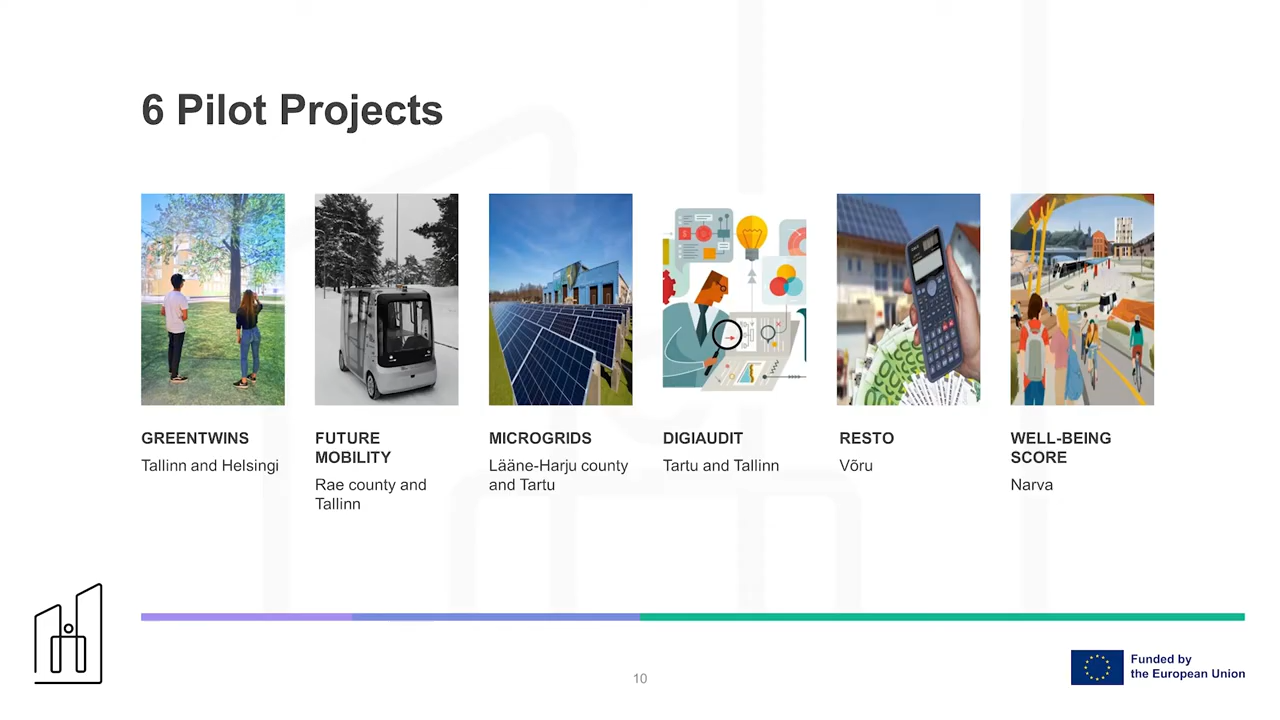 6 Pilot Projects
GREENTWINS
Tallinn and Helsingi
FUTURE
MOBILITY
Rae county and
Tallinn
MICROGRIDS
Lääne-Harju county
and Tartu
DIGIAUDIT
Tartu and Tallinn
RESTO
Võru
WELL-BEING
SCORE
Narva
10
Funded by
the European Union